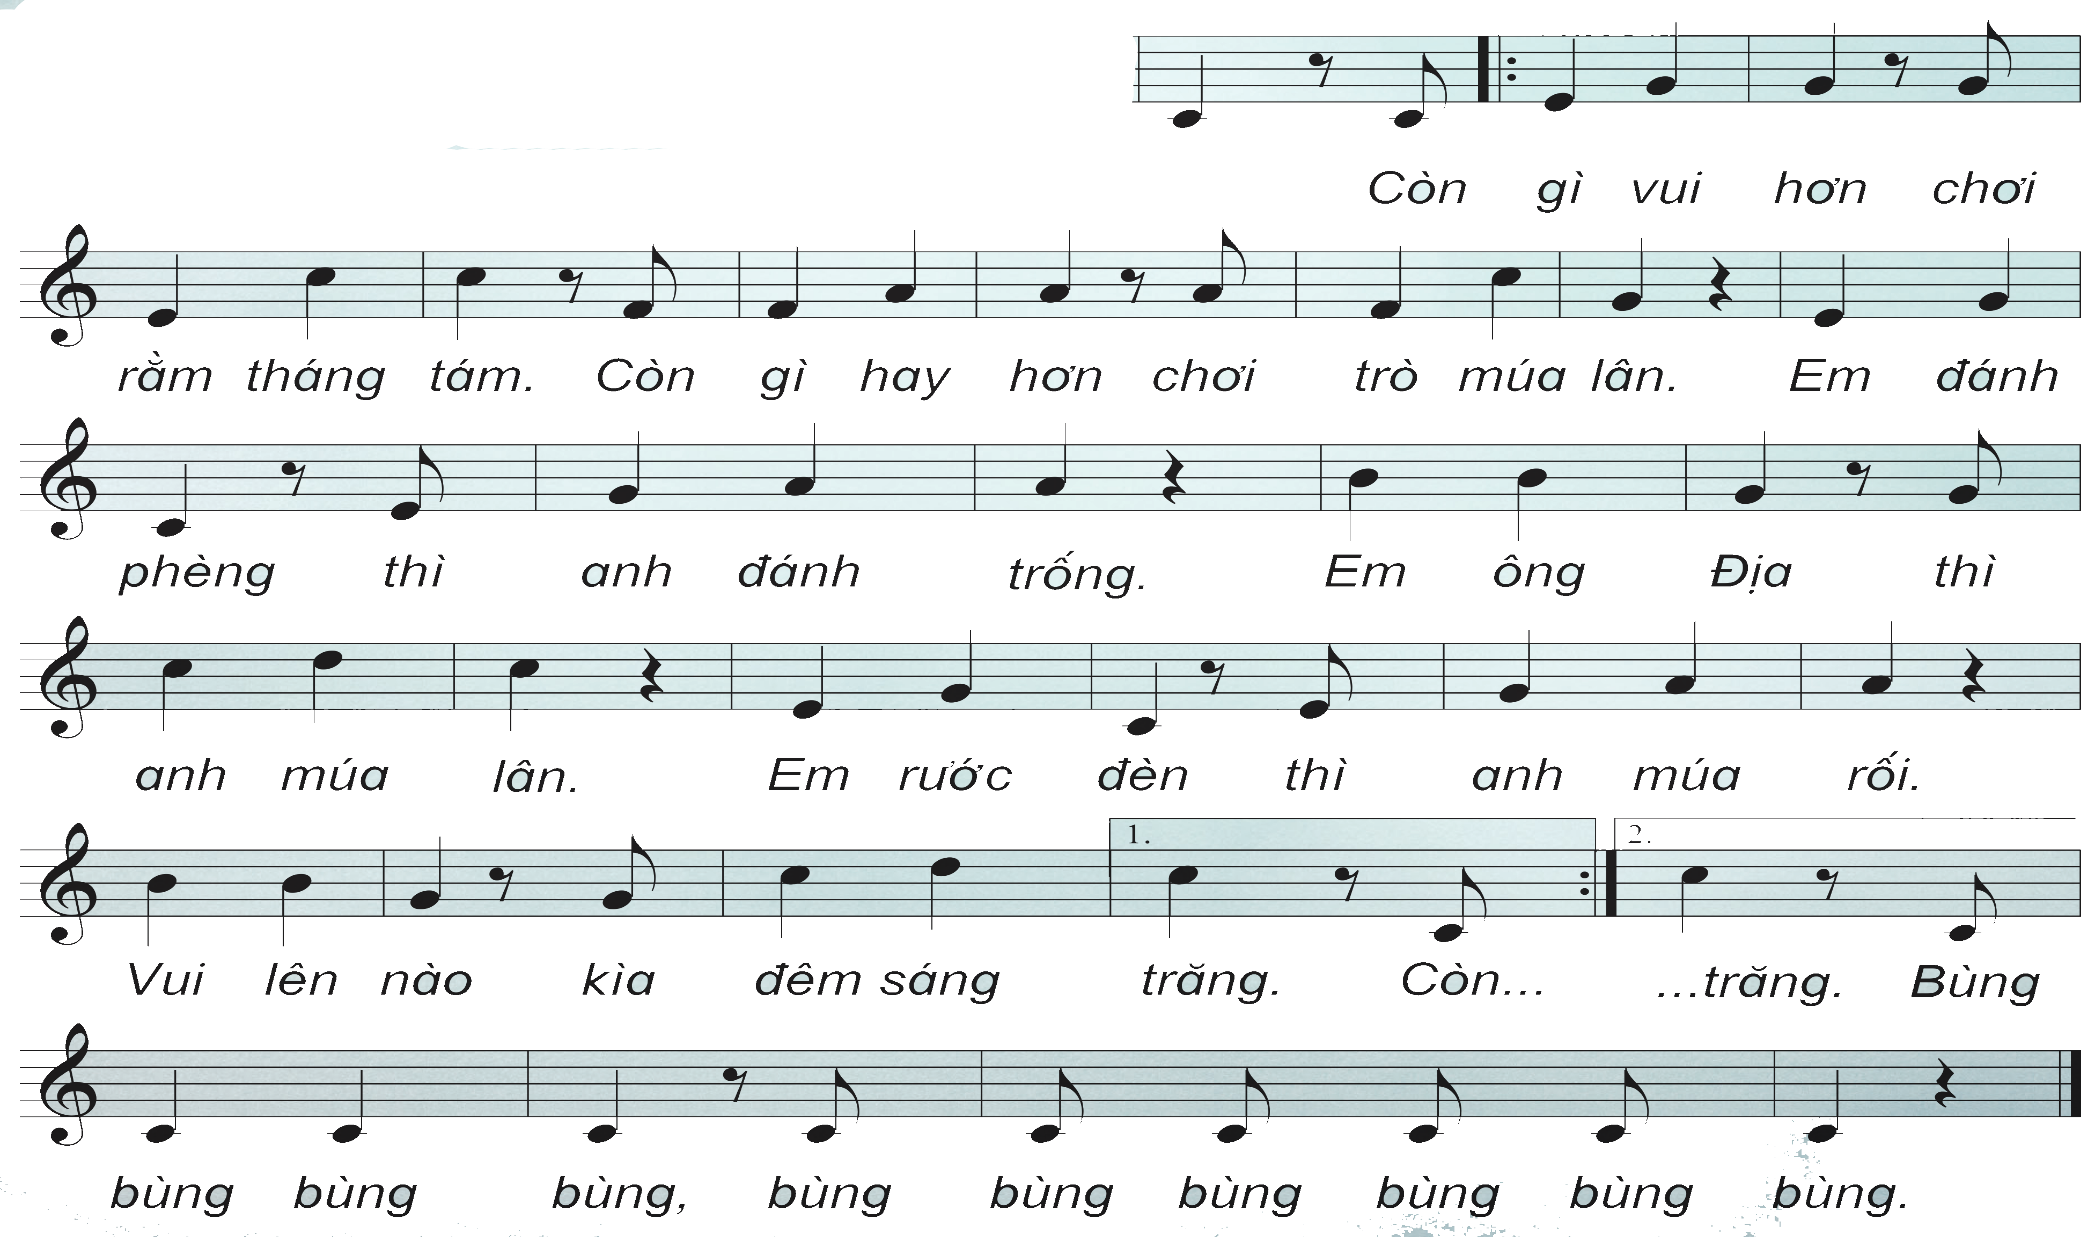 Còn gì vui hơn chơi
rằm tháng tám. Còn gì hay hơn chơi trò múa lân. Em đánh
phèng thì anh đánh trống. Em ông Địa thì
anh múa lân. Em rước đèn thì anh múa rối.
1. 2.
Vui lên nào kìa đêm sáng trăng. Còn... ...trăng. Bùng
bùng bùng bùng, bùng bùng bùng bùng bùng bùng.